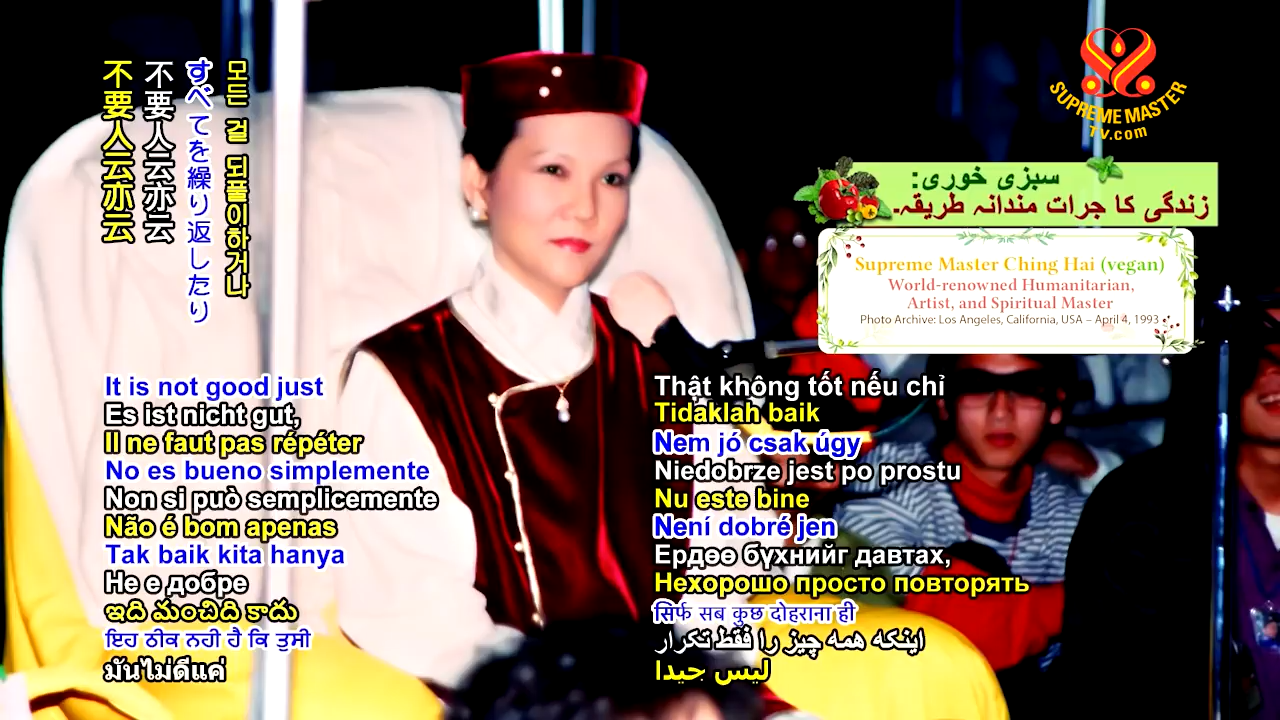 不要人云亦云
不要人云亦云
すべてを繰り返したり
모든 걸 되풀이하거나
SUPREME MASTER
TV.com
سبزی خوری:
زندگی کا جرات مندانہ طریقہ۔
Supreme Master Ching Hai (vegan)
World-renowned Humanitarian,
Artist, and Spiritual Master
Photo Archive: Los Angeles, California, USA – April 4, 1993
It is not good just
Es ist nicht gut,
Il ne faut pas répéter
No es bueno simplemente
Non si può semplicemente
Não é bom apenas
Tak baik kita hanya
Не е добре
ఇది మంచిది కాదు
ਇਹ ਠੀਕ ਨਹੀ ਹੈ ਕਿ ਤੁਸੀ
มันไม่ดีแค่
Thật không tốt nếu chỉ
Tidaklah baik
Nem jó csak úgy
Niedobrze jest po prostu
Nu este bine
Není dobré jen
Ердөө бүхнийг давтах,
Нехорошо просто повторять
सिर्फ सब कुछ दोहराना ही
اینکه همه چیز را فقط تکرار
ليس جيدا